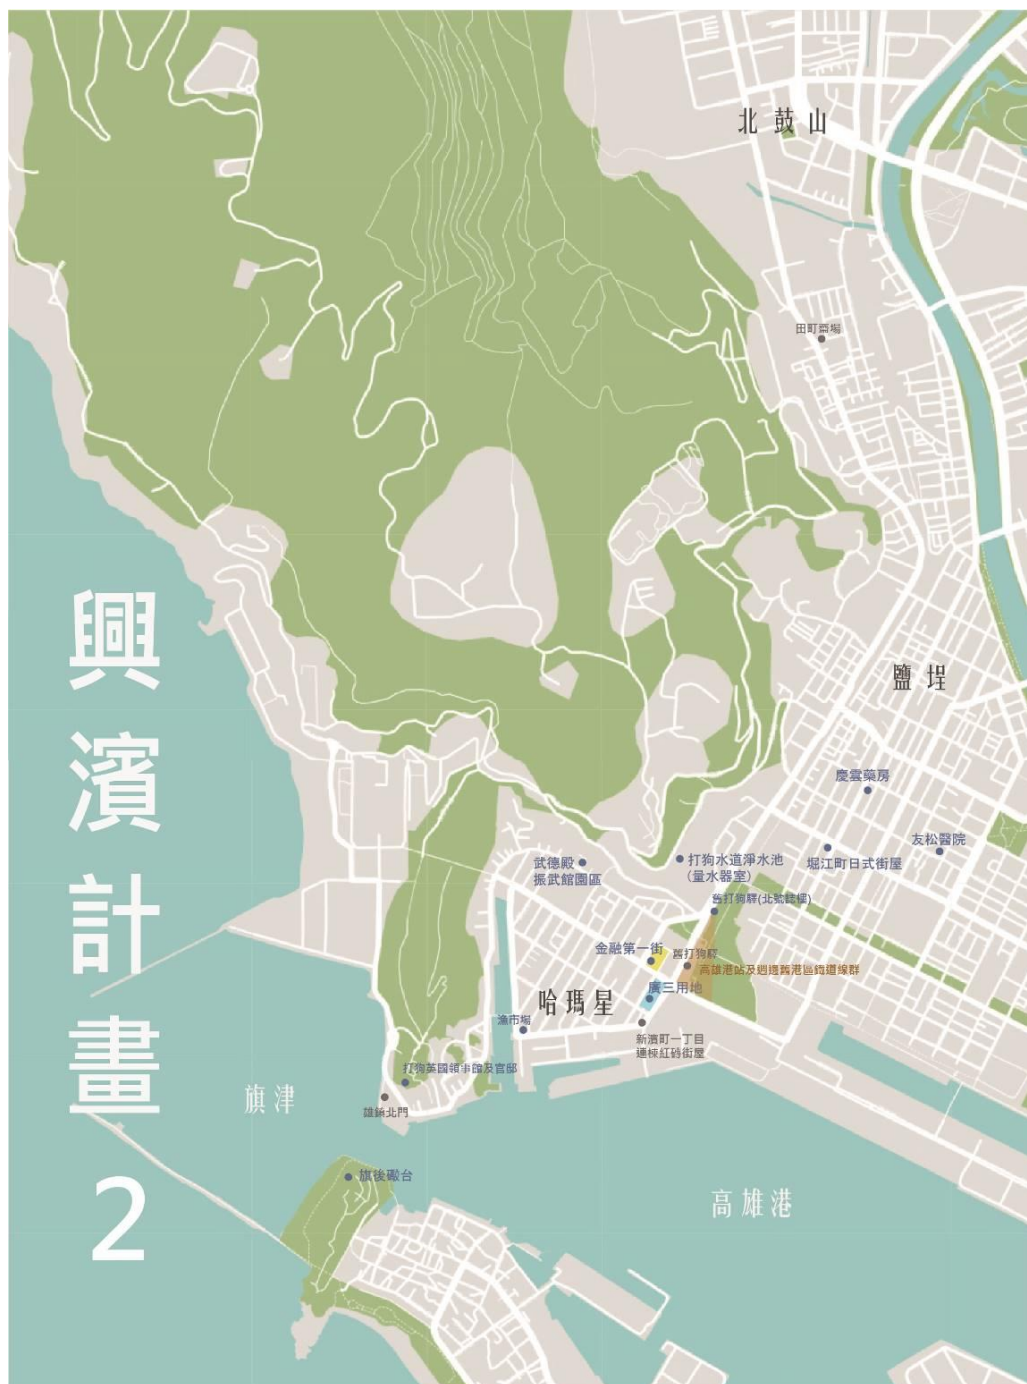 北鼓山
田町齋場
興濱計畫2
鹽埕
慶雲藥房
友松醫院
堀江町日式街屋
武德殿
振武館園區
打狗水道淨水池
(量水器室)
舊打狗驛(北號誌樓)
金融第一街
舊打狗驛
高雄港站及週邊舊港區鐵道線群
廣三用地
哈瑪星
漁市場
新濱町一丁目
連棟紅磚街屋
打狗英國領事館及官邸
旗津
雄鎮北門
旗後礮台
高雄港